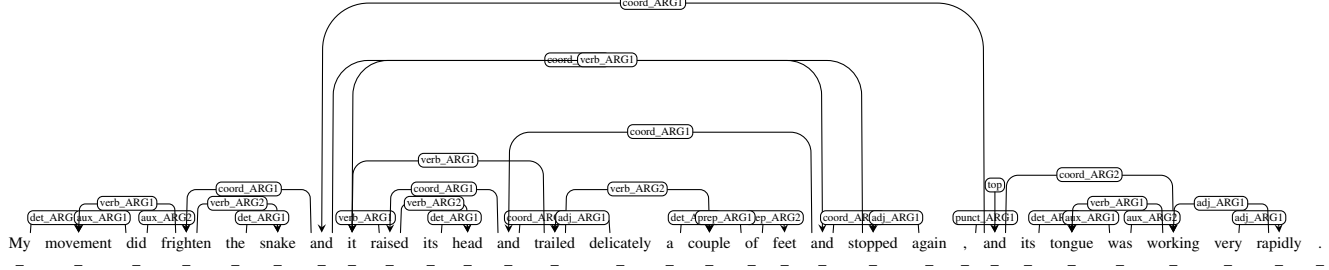 coord_ARG1
coord_ verb_ARG1
coord_ARG1
verb_ARG1
coord_ARG2
top
coord_ARG1 coord_ARG1 verb_ARG2
verb_ARG1 verb_ARG2 verb_ARG2 verb_ARG1 adj_ARG1
det_ARG aux_ARG1 aux_ARG2 det_ARG1 verb_ARG1 det_ARG1 coord_AR adj_ARG1 det_A prep_ARG1 ep_ARG2 coord_AR adj_ARG1 punct_ARG1 det_AR aux_ARG1 aux_ARG2 adj_ARG1
My movement did frighten the snake and it raised its head and trailed delicately a couple of feet and stopped again , and its tongue was working very rapidly .
_ _ _ _ _ _ _ _ _ _ _ _ _ _ _ _ _ _ _ _ _ _ _ _ _ _ _ _ _ _